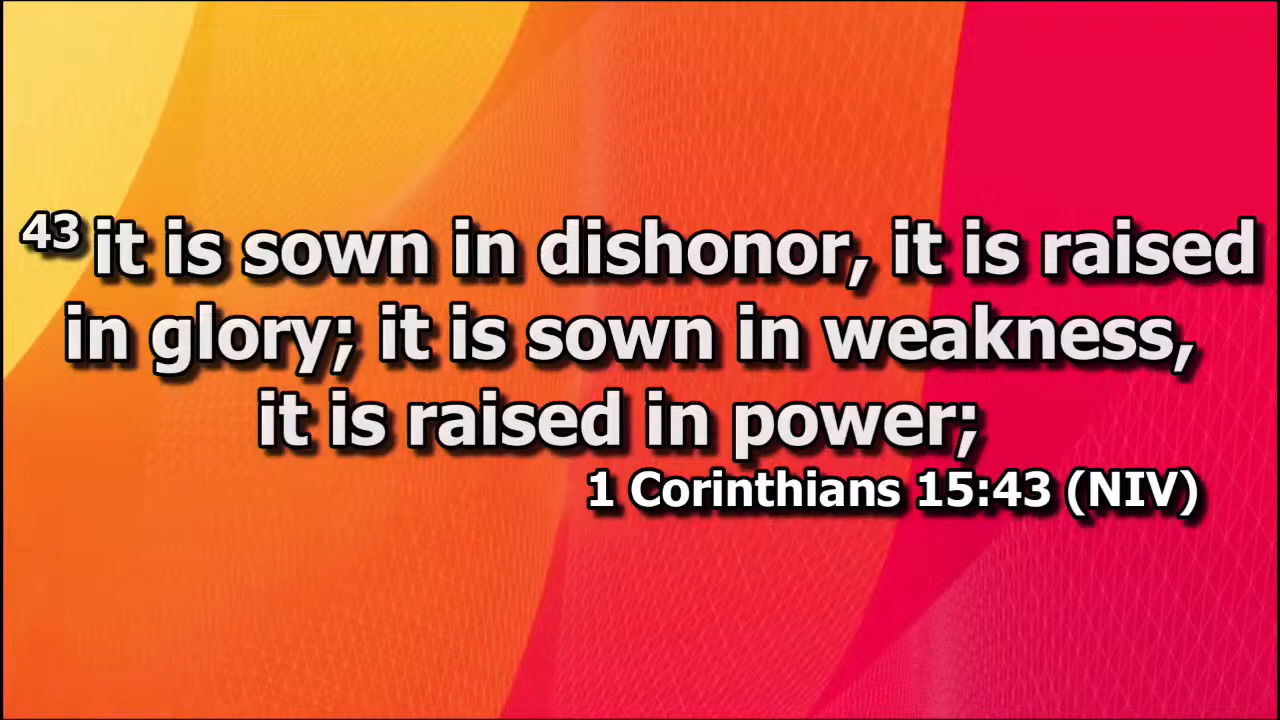 43 it is sown in dishonor, it is raised
in glory; it is sown in weakness,
it is raised in power;
1 Corinthians 15:43 (NIV)